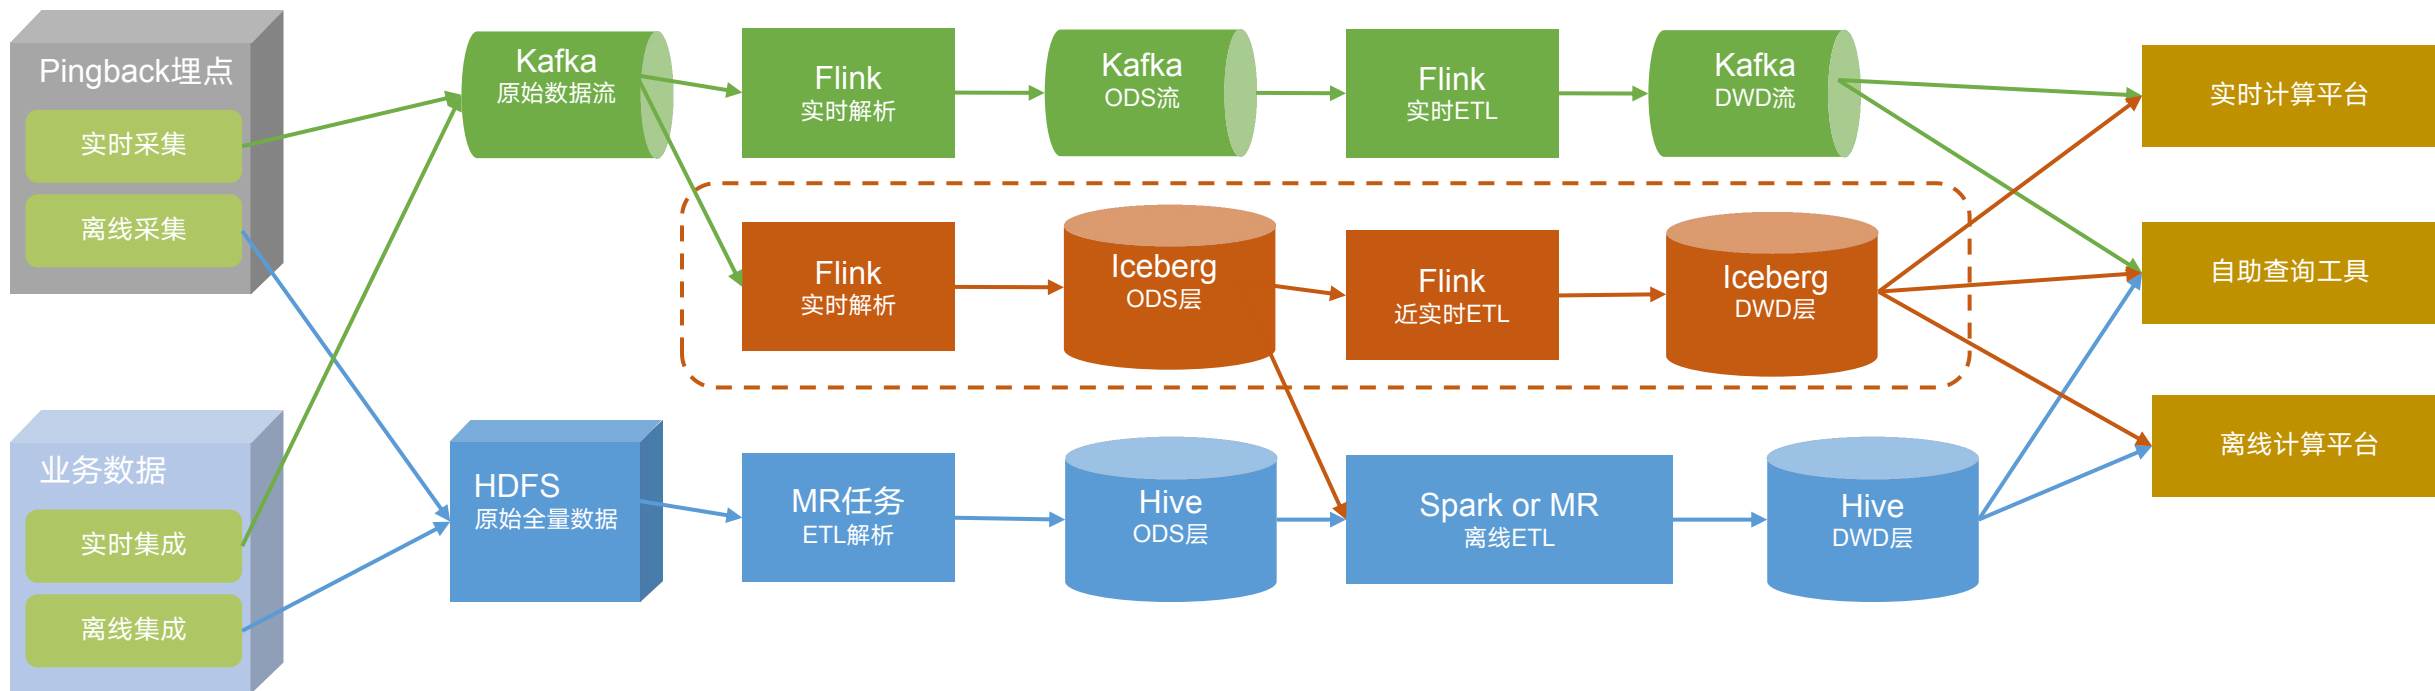 Pingback埋点
实时采集
离线采集
业务数据
实时集成
离线集成
Kafka
原始数据流
Flink
实时解析
Kafka
ODS流
Flink
实时ETL
Kafka
DWD流
Flink
实时解析
Iceberg
ODS层
Flink
近实时ETL
Iceberg
DWD层
HDFS
原始全量数据
MR任务
ETL解析
Hive
ODS层
Spark or MR
离线ETL
Hive
DWD层
实时计算平台
自助查询工具
离线计算平台